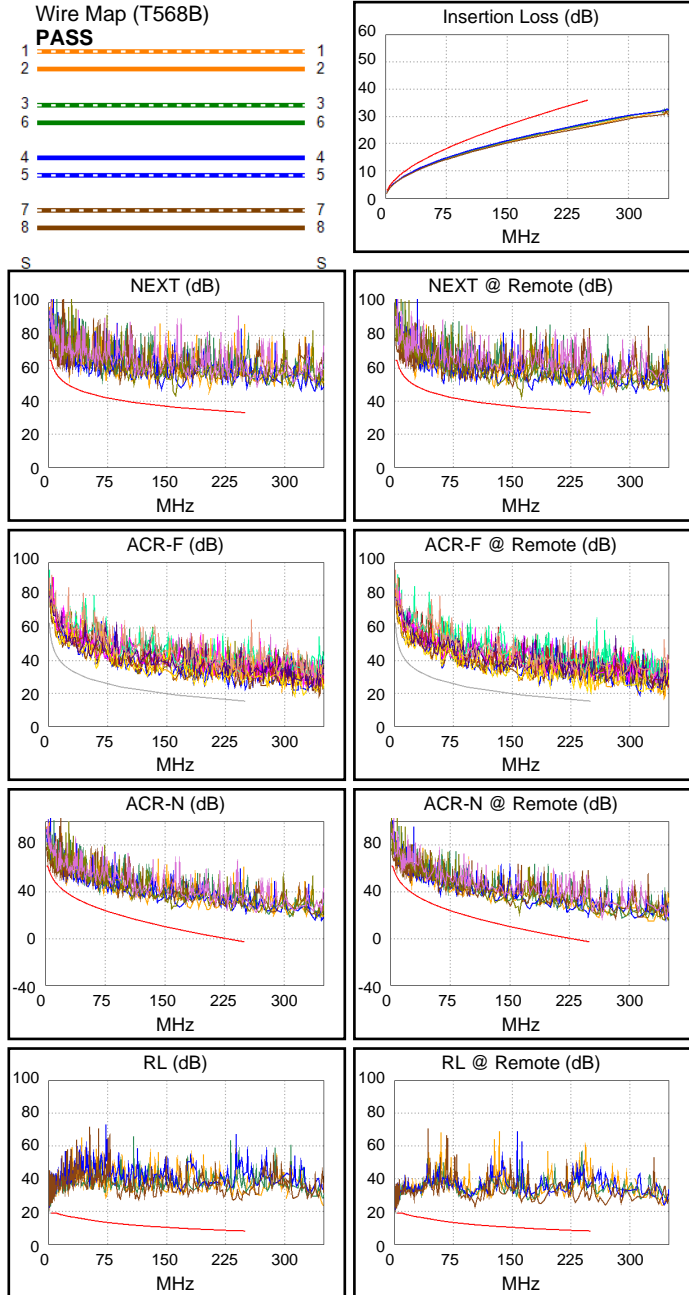 Wire Map (T568B)
PASS
1 1
2 2
3 3
6 6
4 4
5 5
7 7
8 8
S S
Insertion Loss (dB)
60
50
40
30
20
10
0
0 75 150 225 300
MHz
NEXT (dB)
100
80
60
40
20
0
0 75 150 225 300
MHz
NEXT @ Remote (dB)
100
80
60
40
20
0
0 75 150 225 300
MHz
ACR-F (dB)
100
80
60
40
20
0
0 75 150 225 300
MHz
ACR-F @ Remote (dB)
100
80
60
40
20
0
0 75 150 225 300
MHz
ACR-N (dB)
80
40
0
-40
0 75 150 225 300
MHz
ACR-N @ Remote (dB)
80
40
0
-40
0 75 150 225 300
MHz
RL (dB)
100
80
60
40
20
0
0 75 150 225 300
MHz
RL @ Remote (dB)
100
80
60
40
20
0
0 75 150 225 300
MHz